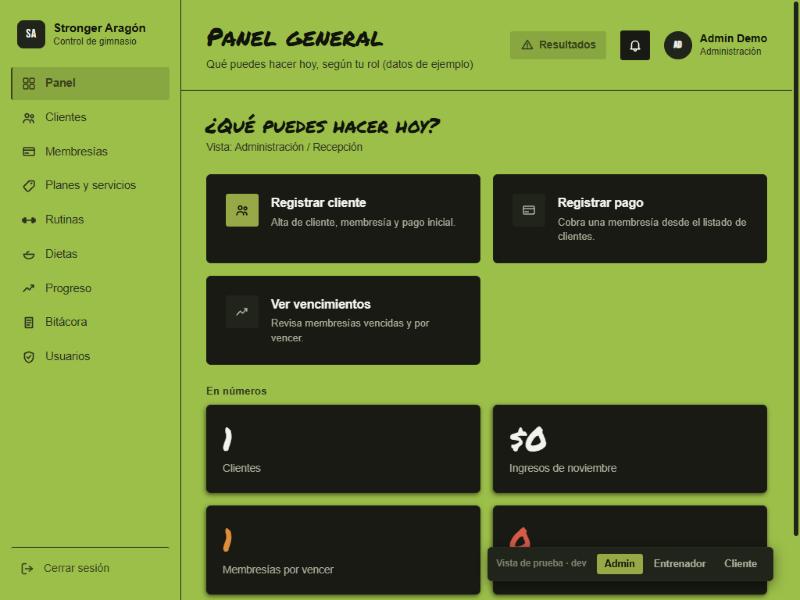 SA
Stronger Aragón
Control de gimnasio
Panel
Clientes
Membresías
Planes y servicios
Rutinas
Dietas
Progreso
Bitácora
Usuarios
Cerrar sesión
Panel general
Qué puedes hacer hoy, según tu rol (datos de ejemplo)
Resultados
AD
Admin Demo
Administración
¿Qué puedes hacer hoy?
Vista: Administración / Recepción
Registrar cliente
Alta de cliente, membresía y pago inicial.
Registrar pago
Cobra una membresía desde el listado de
clientes.
Ver vencimientos
Revisa membresías vencidas y por
vencer.
En números
1
Clientes
$0
Ingresos de noviembre
1
Membresías por vencer
0
Vista de prueba · dev
Admin
Entrenador
Cliente